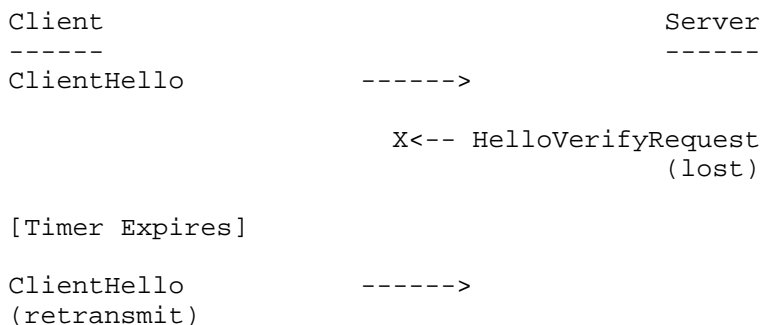 Client                                   Server
------                                   ------
ClientHello           ------>

                        X<-- HelloVerifyRequest
                                         (lost)

[Timer Expires]

ClientHello           ------>
(retransmit)